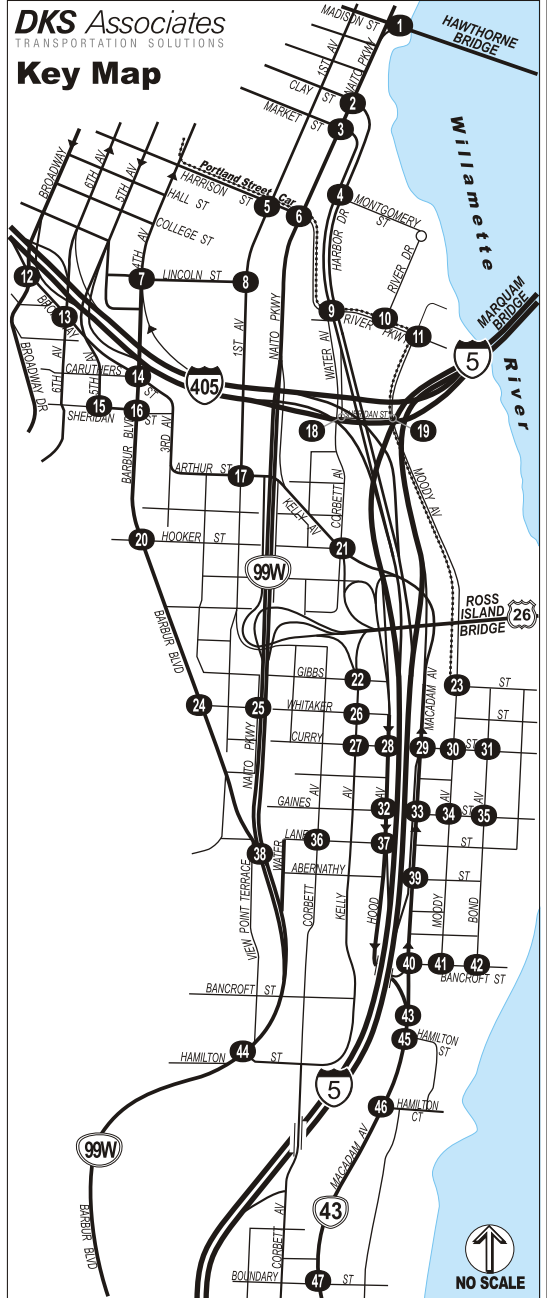 DKS Associates
TRANSPORTATION SOLUTIONS
Key Map
MADISON ST
1
HAWTHORNE
BRIDGE
1ST AV
NAITO PKWY
CLAY ST
2
MARKET ST
3
Willamette
River
BROADWAY
6TH AV
5TH AV
4TH AV
Portland Street Car
HARRISON ST
HALL ST
COLLEGE ST
5
6
4
MONTGOMERY
ST
HARBOR DR
RIVER DR
12
13
7
LINCOLN ST
8
NAITO PKWY
1ST AV
9
10
11
RIVER PKWY
WATER AV
MARQUAM
BRIDGE
5
BROADWAY DR
BROADWAY
6TH AV
5TH AV
CARUTHERS ST
14
405
15
16
SHERIDAN ST
SHERIDAN ST
18
19
BARBUR BLVD
3RD AV
ARTHUR ST
17
KELLY AV
CORBETT AV
MOODY AV
20
HOOKER ST
21
99W
ROSS
ISLAND
BRIDGE
26
BARBUR BLVD
GIBBS
22
23
ST
MACADAM AV
24
25
WHITAKER
26
ST
NAITO PKWY
CURRY
27
28
29
30
ST
31
AV
AV
AV
AV
AV
GAINES
32
33
34
ST
35
WATER
LANE
36
37
ST
38
ABERNATHY
39
ST
VIEW POINT TERRACE
CORBETT
KELLY
HOOD
MOODY
BOND
40
41
42
BANCROFT ST
BANCROFT ST
43
44
HAMILTON ST
45
HAMILTON
ST
5
46
HAMILTON
CT
99W
MACADAM AV
43
BARBUR BLVD
CORBETT AV
BOUNDARY
47
ST
NO SCALE